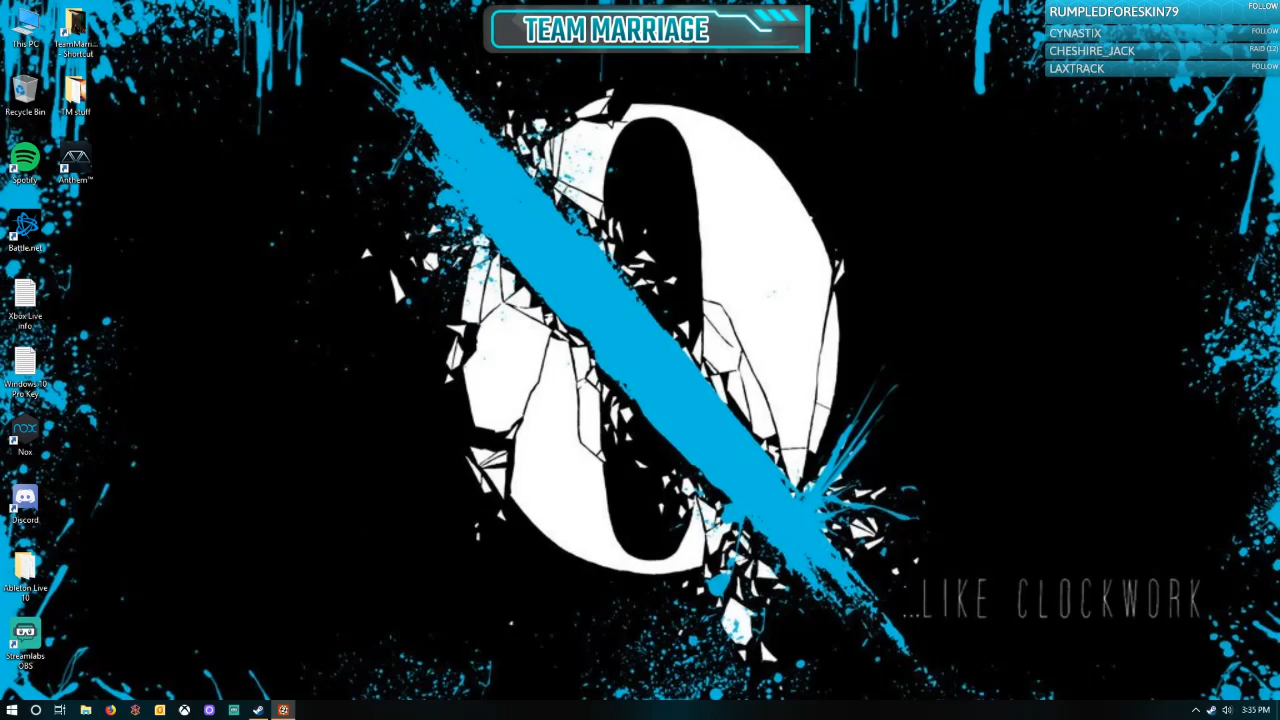 TEAM MARRIAGE
RUMPLEDFORESKIN79 FOLLOW
CYNASTIX FOLLOW
CHESHIRE_JACK RAID (12)
LAXTRACK FOLLOW
This PC
TeamMarri...
- Shortcut
Recycle Bin
TM stuff
Spotify
Anthem™
Battle.net
Xbox Live
info
Windows 10
Pro Key
nox
Nox
Discord
Ableton Live
10
Streamlabs
OBS
...LIKE CLOCKWORK
3:35 PM